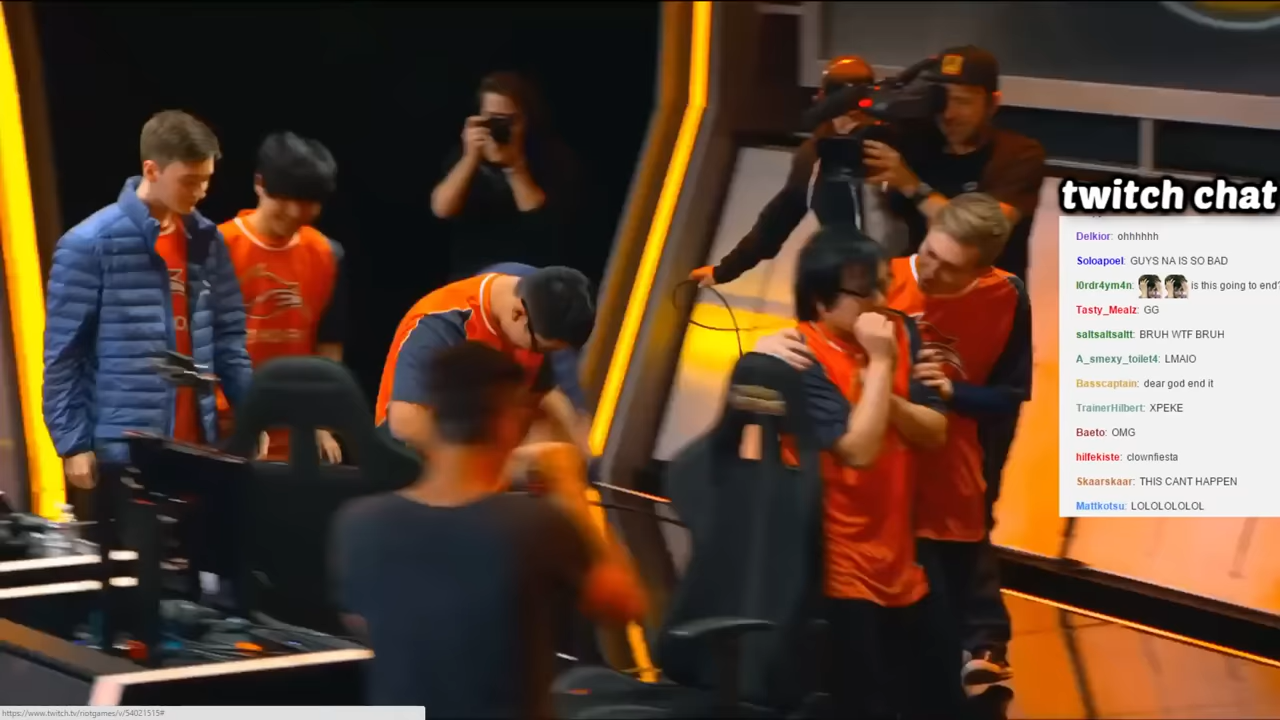 twitch chat
Delkior: ohhhhhh
Soloapoel: GUYS NA IS SO BAD
l0rdr4ym4n: is this going to end?
Tasty_Mealz: GG
saltsaltsaltt: BRUH WTF BRUH
A_smexy_toilet4: LMAIO
Basscaptain: dear god end it
TrainerHilbert: XPEKE
Baeto: OMG
hilfekiste: clownfiesta
Skaarskaar: THIS CANT HAPPEN
Mattkotsu: LOLOLOLOLOL
https://www.twitch.tv/riotgames/v/54021515#